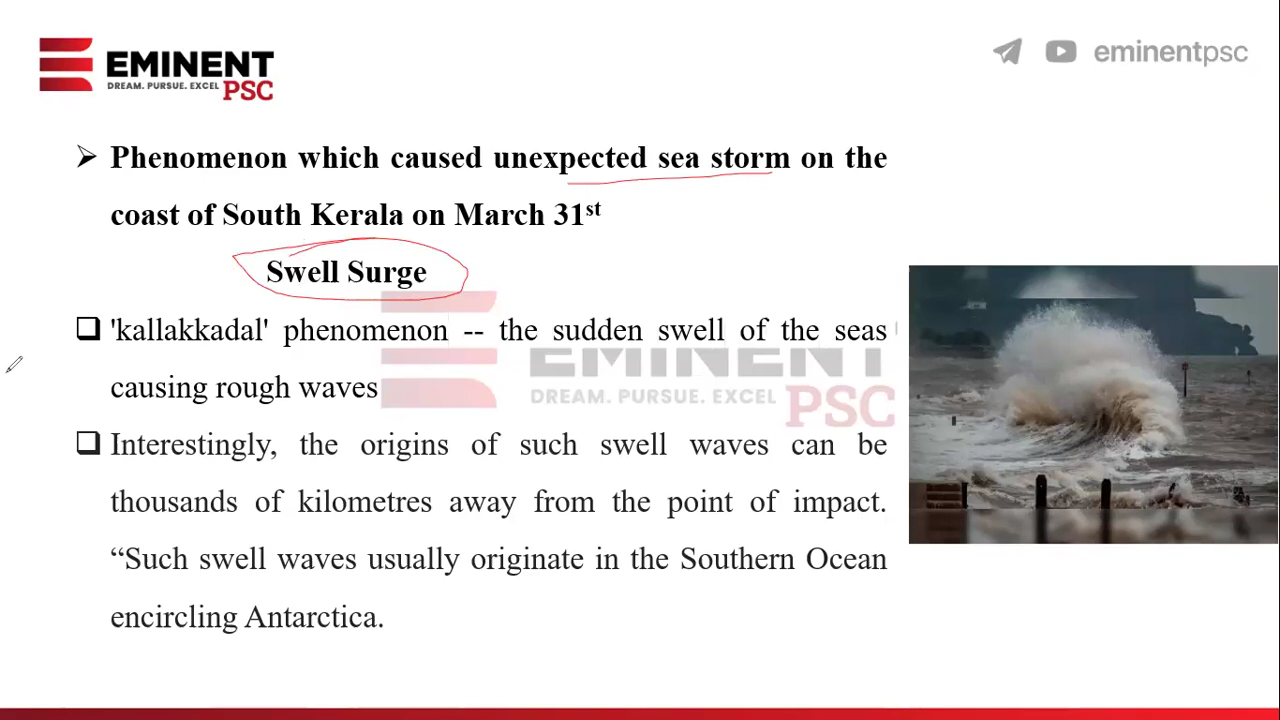 EMINENT
DREAM. PURSUE. EXCEL
PSC
eminentpsc
Phenomenon which caused unexpected sea storm on the
coast of South Kerala on March 31st
Swell Surge
'kallakkadal' phenomenon -- the sudden swell of the seas
causing rough waves
Interestingly, the origins of such swell waves can be
thousands of kilometres away from the point of impact.
“Such swell waves usually originate in the Southern Ocean
encircling Antarctica.
EMINENT
DREAM. PURSUE. EXCEL
PSC